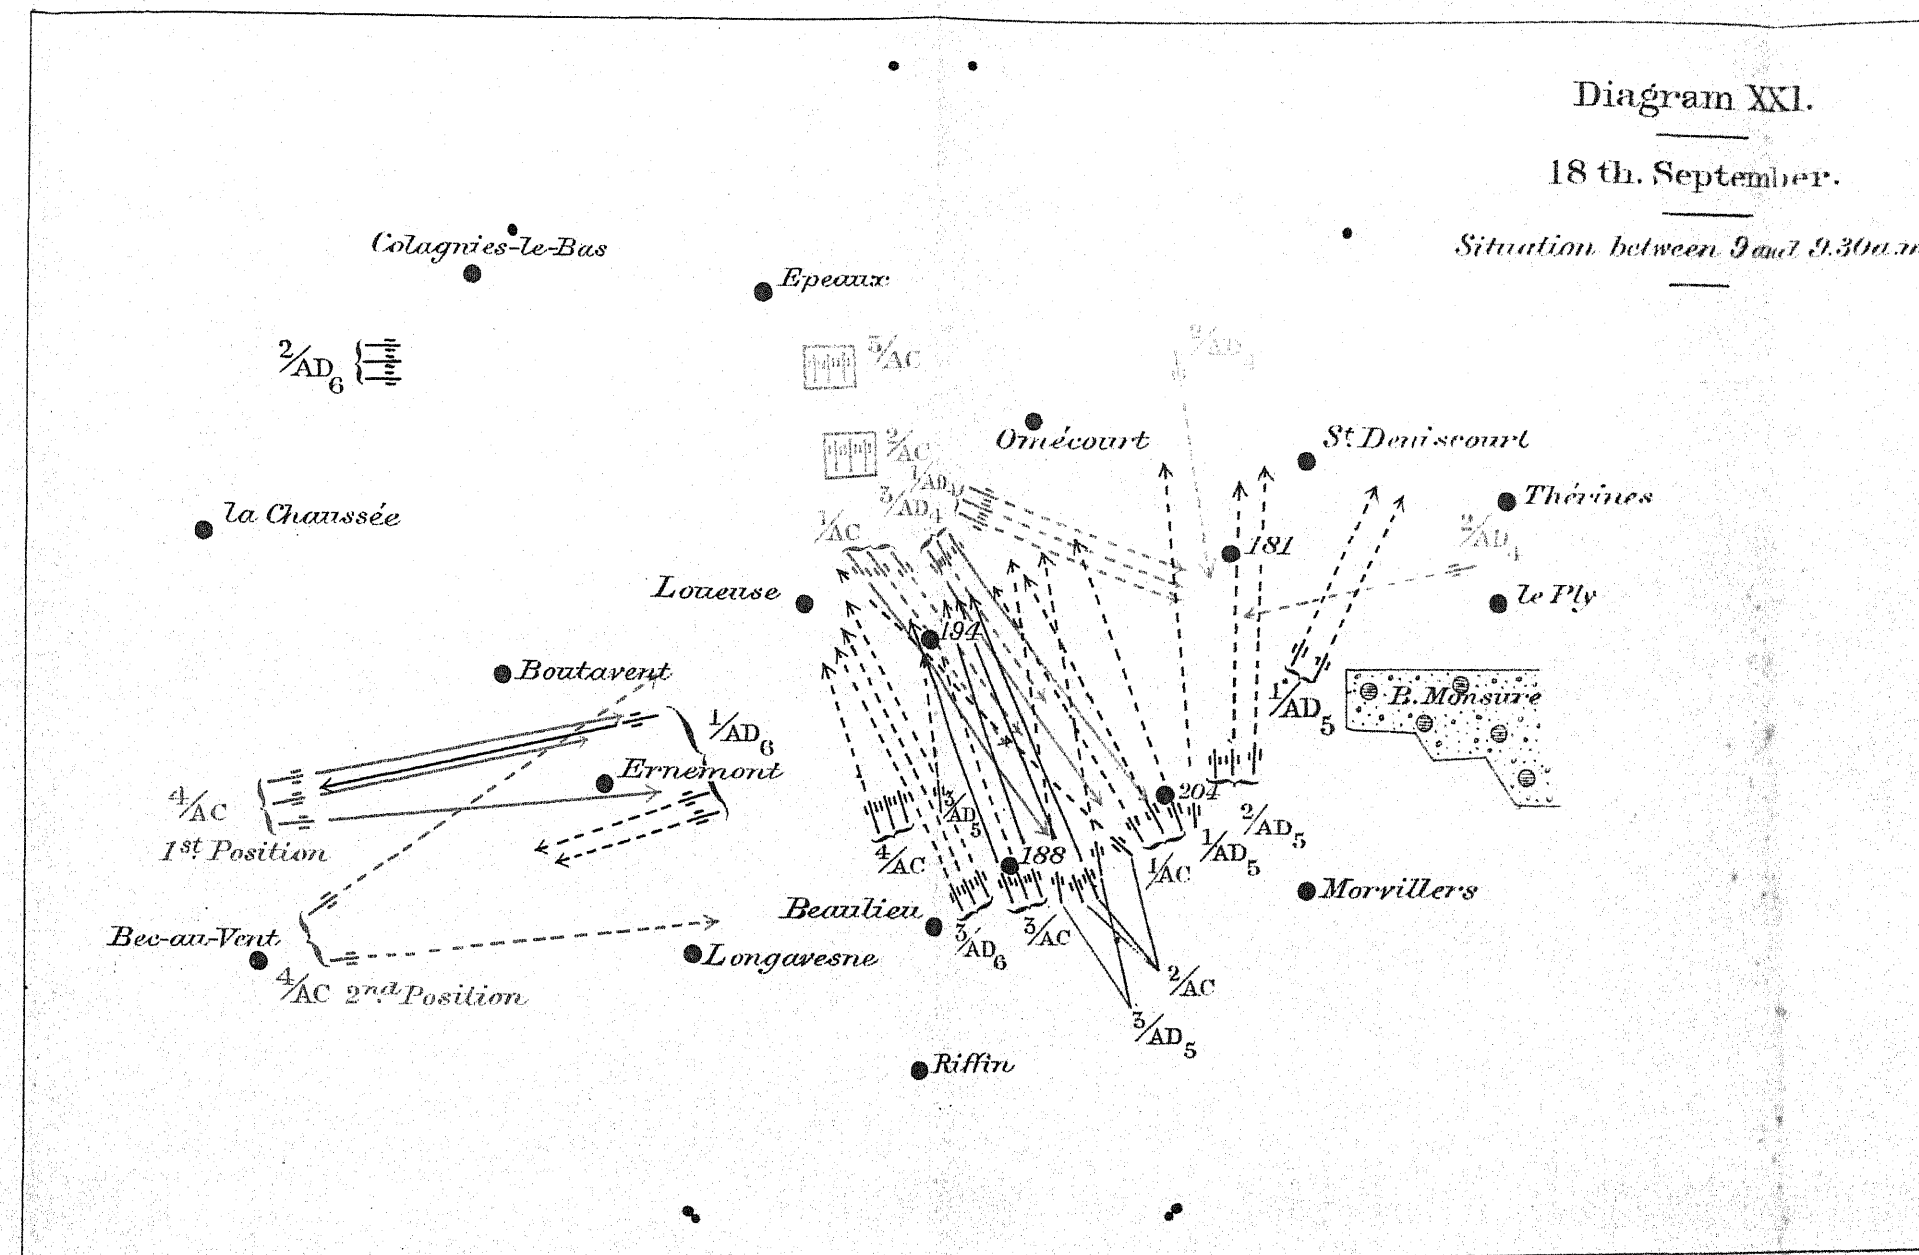 Diagram XXI.
18 th. September.
Situation between 9 and 9.30 a.m
Colagnies-le-Bas
Epeaux
2/AD6
5/AC
2/AD4
Omécourt
St. Deniscourt
2/AC
1/AD4
3/AD4
Thérines
la Chaussée
1/AC
181
2/AD4
Loueuse
le Ply
194
Boutavent
1/AD5
B. Monsure
1/AD6
Ernemont
4/AC
1st Position
3/AD5
204
2/AD5
1/AD5
4/AC
188
1/AC
Morvillers
Beaulieu
3/AD6
3/AC
Bec-au-Vent
Longavesne
4/AC 2nd Position
2/AC
3/AD5
Riffin